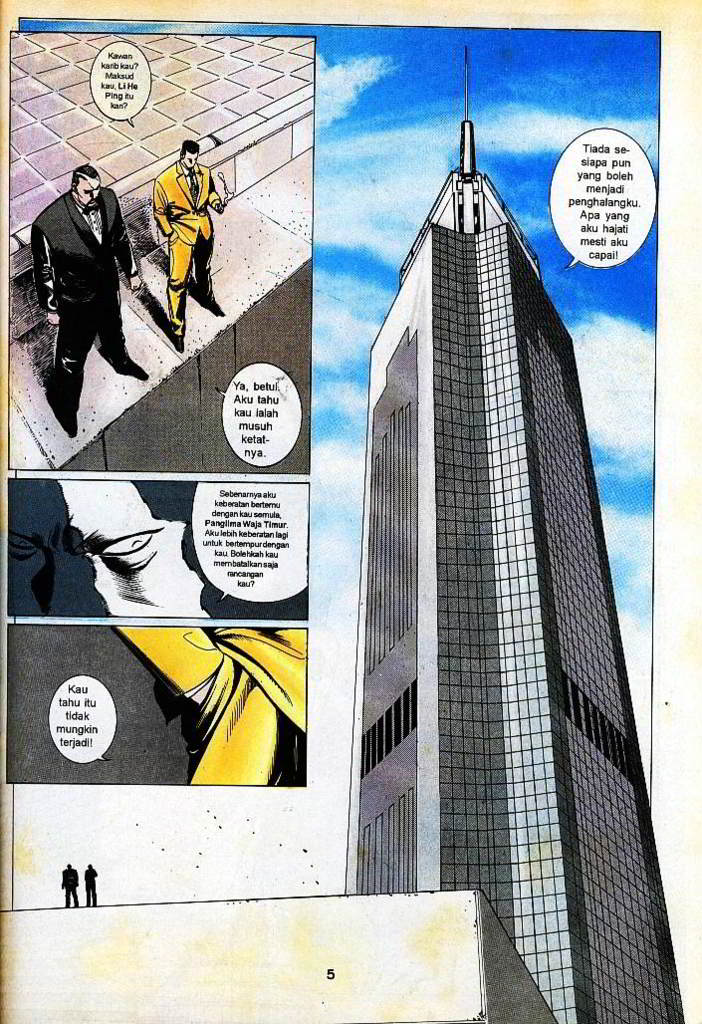 Kawan
karib kau?
Maksud
kau, Li He
Ping itu
kan?
Ya, betul.
Aku tahu
kau ialah
musuh
ketat-
nya.
Sebenarnya aku
keberatan bertemu
dengan kau semula,
Panglima Waja Timur.
Aku lebih keberatan lagi
untuk bertempur dengan
kau. Bolehkah kau
membatalkan saja
rancangan
kau?
Kau
tahu itu
tidak
mungkin
terjadi!
Tiada se-
siapa pun
yang boleh
menjadi
penghalangku.
Apa yang
aku hajati
mesti aku
capai!
5